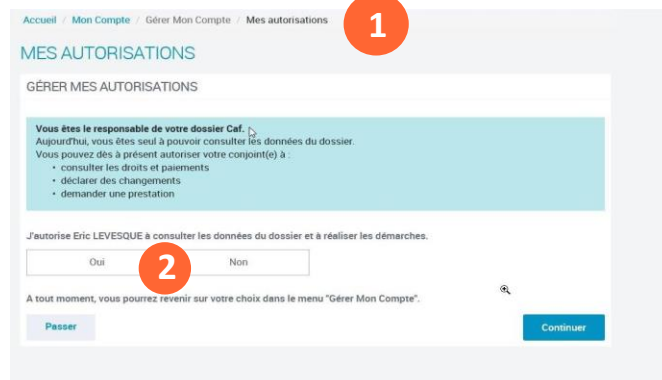 Accueil / Mon Compte / Gérer Mon Compte / Mes autorisations
1
MES AUTORISATIONS
GÉRER MES AUTORISATIONS
Vous êtes le responsable de votre dossier Caf.
Aujourd'hui, vous êtes seul à pouvoir consulter les données du dossier.
Vous pouvez dès à présent autoriser votre conjoint(e) à :
• consulter les droits et paiements
• déclarer des changements
• demander une prestation
J'autorise Eric LEVESQUE à consulter les données du dossier et à réaliser les démarches.
Oui 2 Non
A tout moment, vous pourrez revenir sur votre choix dans le menu "Gérer Mon Compte".
Passer Continuer